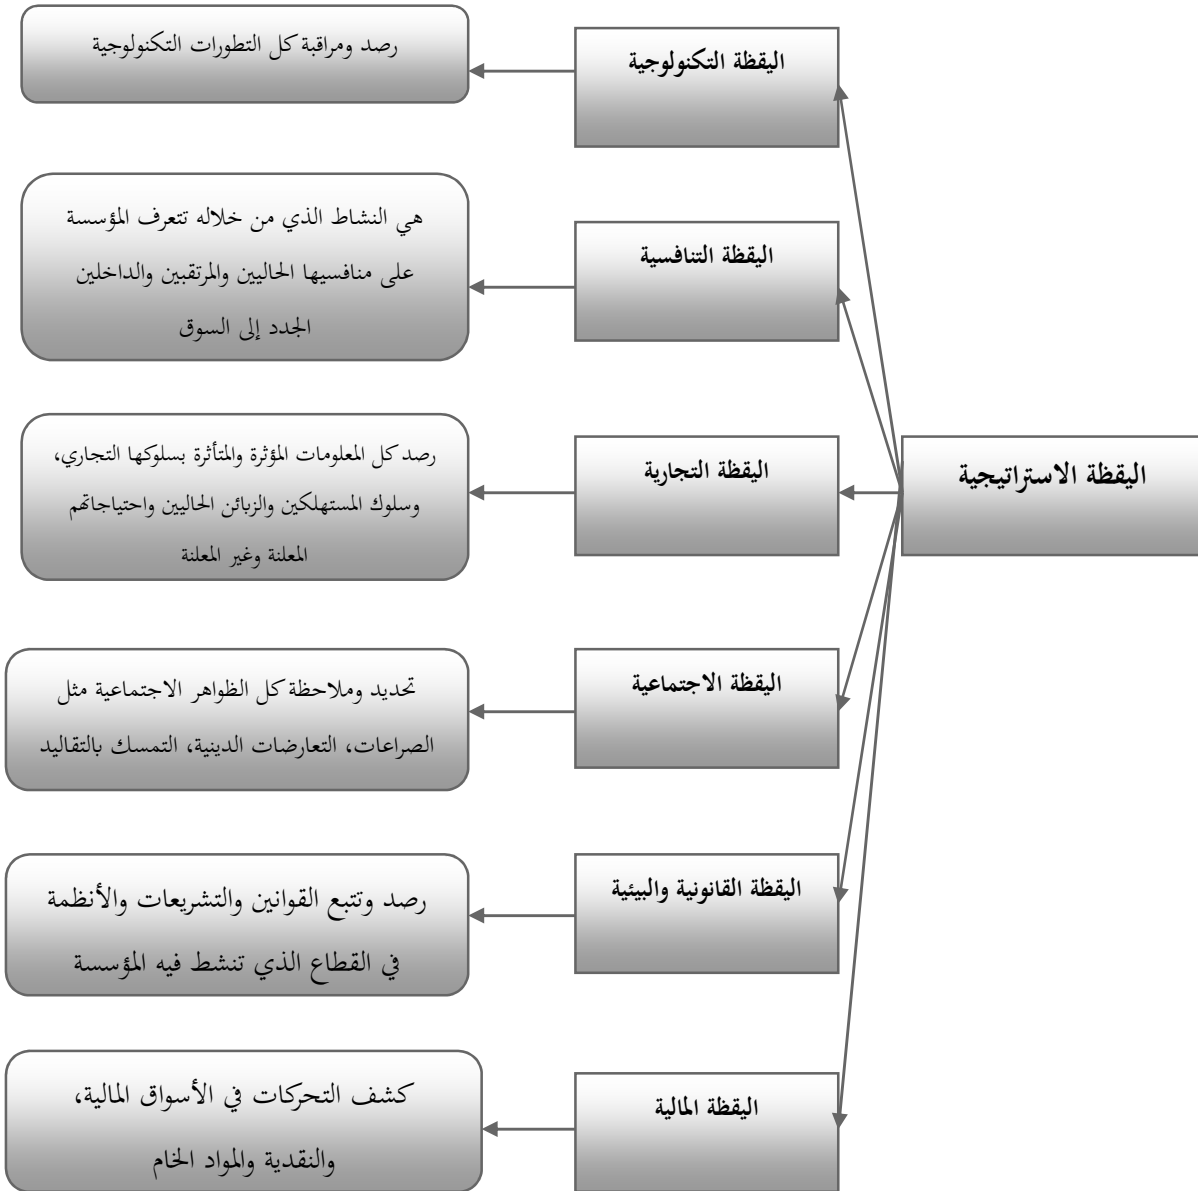 اليقظة الاستراتيجية
اليقظة التكنولوجية
رصد ومراقبة كل التطورات التكنولوجية
اليقظة التنافسية
هي النشاط الذي من خلاله تتعرف المؤسسة
على منافسيها الحاليين والمرتقبين والداخلين
الجدد إلى السوق
اليقظة التجارية
رصد كل المعلومات المؤثرة والمتأثرة بسلوكها التجاري،
وسلوك المستهلكين والزبائن الحاليين واحتياجاتهم
المعلنة وغير المعلنة
اليقظة الاجتماعية
تحديد وملاحظة كل الظواهر الاجتماعية مثل
الصراعات، التعارضات الدينية، التمسك بالتقاليد
اليقظة القانونية والبيئية
رصد وتتبع القوانين والتشريعات والأنظمة
في القطاع الذي تنشط فيه المؤسسة
اليقظة المالية
كشف التحركات في الأسواق المالية،
والنقدية والمواد الخام